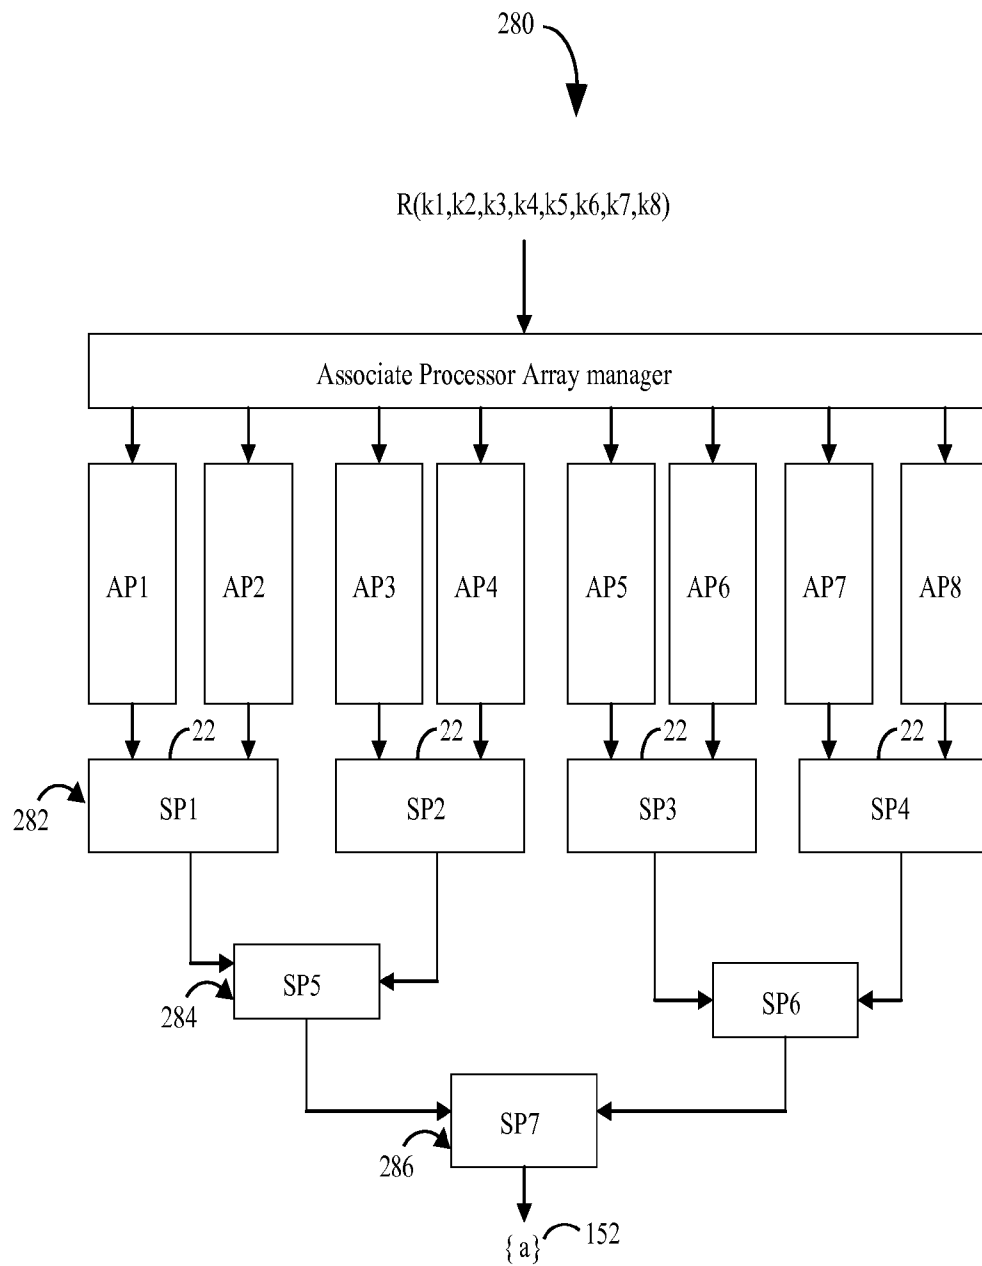 280
R(k1,k2,k3,k4,k5,k6,k7,k8)
Associate Processor Array manager
AP1 AP2 AP3 AP4 AP5 AP6 AP7 AP8
22 22 22 22
282 SP1 SP2 SP3 SP4
SP5 SP6
284
SP7
286
{a} 152